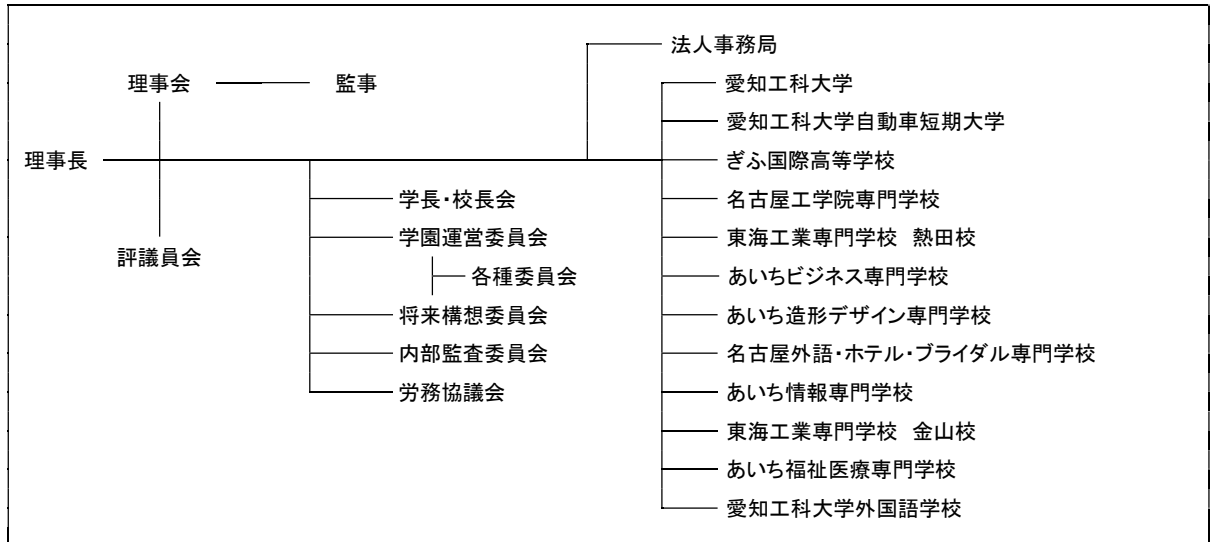 法人事務局
理事会
監事
愛知工科大学
愛知工科大学自動車短期大学
理事長
ぎふ国際高等学校
学長・校長会
名古屋工学院専門学校
学園運営委員会
東海工業専門学校 熱田校
評議員会
各種委員会
あいちビジネス専門学校
将来構想委員会
あいち造形デザイン専門学校
内部監査委員会
名古屋外語・ホテル・ブライダル専門学校
労務協議会
あいち情報専門学校
東海工業専門学校 金山校
あいち福祉医療専門学校
愛知工科大学外国語学校